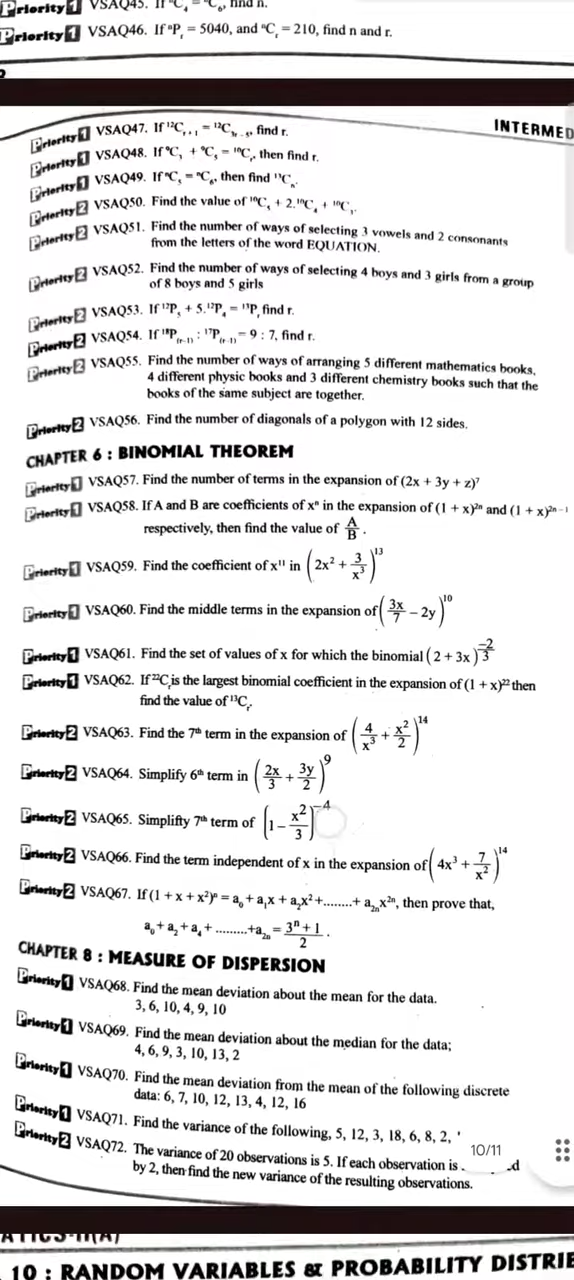 Priority 1 VSAQ45. If ⁿC₄ = ⁿC₆, find n.
Priority 1 VSAQ46. If ⁿPᵣ = 5040, and ⁿCᵣ = 210, find n and r.
INTERMED
Priority 1 VSAQ47. If ¹²Cᵣ₊₁ = ¹²C₃ᵣ₋₅, find r.
Priority 1 VSAQ48. If ⁹C₃ + ⁹C₅ = ¹⁰Cᵣ, then find r.
Priority 1 VSAQ49. If ⁿC₅ = ⁿC₆, then find ¹³Cₙ.
Priority 2 VSAQ50. Find the value of ¹⁰C₅ + 2.¹⁰C₄ + ¹⁰C₃.
Priority 2 VSAQ51. Find the number of ways of selecting 3 vowels and 2 consonants
from the letters of the word EQUATION.
Priority 2 VSAQ52. Find the number of ways of selecting 4 boys and 3 girls from a group
of 8 boys and 5 girls
Priority 2 VSAQ53. If ¹²P₅ + 5.¹²P₄ = ¹³Pᵣ find r.
Priority 2 VSAQ54. If ¹⁸P₍ᵣ₋₁₎ : ¹⁷P₍ᵣ₋₁₎ = 9 : 7, find r.
Priority 2 VSAQ55. Find the number of ways of arranging 5 different mathematics books,
4 different physic books and 3 different chemistry books such that the
books of the same subject are together.
Priority 2 VSAQ56. Find the number of diagonals of a polygon with 12 sides.
CHAPTER 6 : BINOMIAL THEOREM
Priority 1 VSAQ57. Find the number of terms in the expansion of (2x + 3y + z)⁷
Priority 1 VSAQ58. If A and B are coefficients of xⁿ in the expansion of (1 + x)²ⁿ and (1 + x)²ⁿ⁻¹
respectively, then find the value of A/B.
Priority 1 VSAQ59. Find the coefficient of x¹¹ in (2x² + 3/x³)¹³
Priority 1 VSAQ60. Find the middle terms in the expansion of (3x/7 − 2y)¹⁰
Priority 1 VSAQ61. Find the set of values of x for which the binomial (2 + 3x)^(−2/3)
Priority 1 VSAQ62. If ²²Cᵣ is the largest binomial coefficient in the expansion of (1 + x)²² then
find the value of ¹³Cᵣ.
Priority 2 VSAQ63. Find the 7ᵗʰ term in the expansion of (4/x³ + x²/2)¹⁴
Priority 2 VSAQ64. Simplify 6ᵗʰ term in (2x/3 + 3y/2)⁹
Priority 2 VSAQ65. Simplifty 7ᵗʰ term of (1 − x²/3)⁻⁴
Priority 2 VSAQ66. Find the term independent of x in the expansion of (4x³ + 7/x²)¹⁴
Priority 2 VSAQ67. If (1 + x + x²)ⁿ = a₀ + a₁x + a₂x² +........+ a₂ₙx²ⁿ, then prove that,
a₀ + a₂ + a₄ + .........+a₂ₙ = (3ⁿ + 1)/2.
CHAPTER 8 : MEASURE OF DISPERSION
Priority 1 VSAQ68. Find the mean deviation about the mean for the data.
3, 6, 10, 4, 9, 10
Priority 1 VSAQ69. Find the mean deviation about the median for the data;
4, 6, 9, 3, 10, 13, 2
Priority 1 VSAQ70. Find the mean deviation from the mean of the following discrete
data: 6, 7, 10, 12, 13, 4, 12, 16
Priority 1 VSAQ71. Find the variance of the following, 5, 12, 3, 18, 6, 8, 2,
Priority 2 VSAQ72. The variance of 20 observations is 5. If each observation is
by 2, then find the new variance of the resulting observations.
10/11
ATICS-II(A)
10 : RANDOM VARIABLES & PROBABILITY DISTRIB